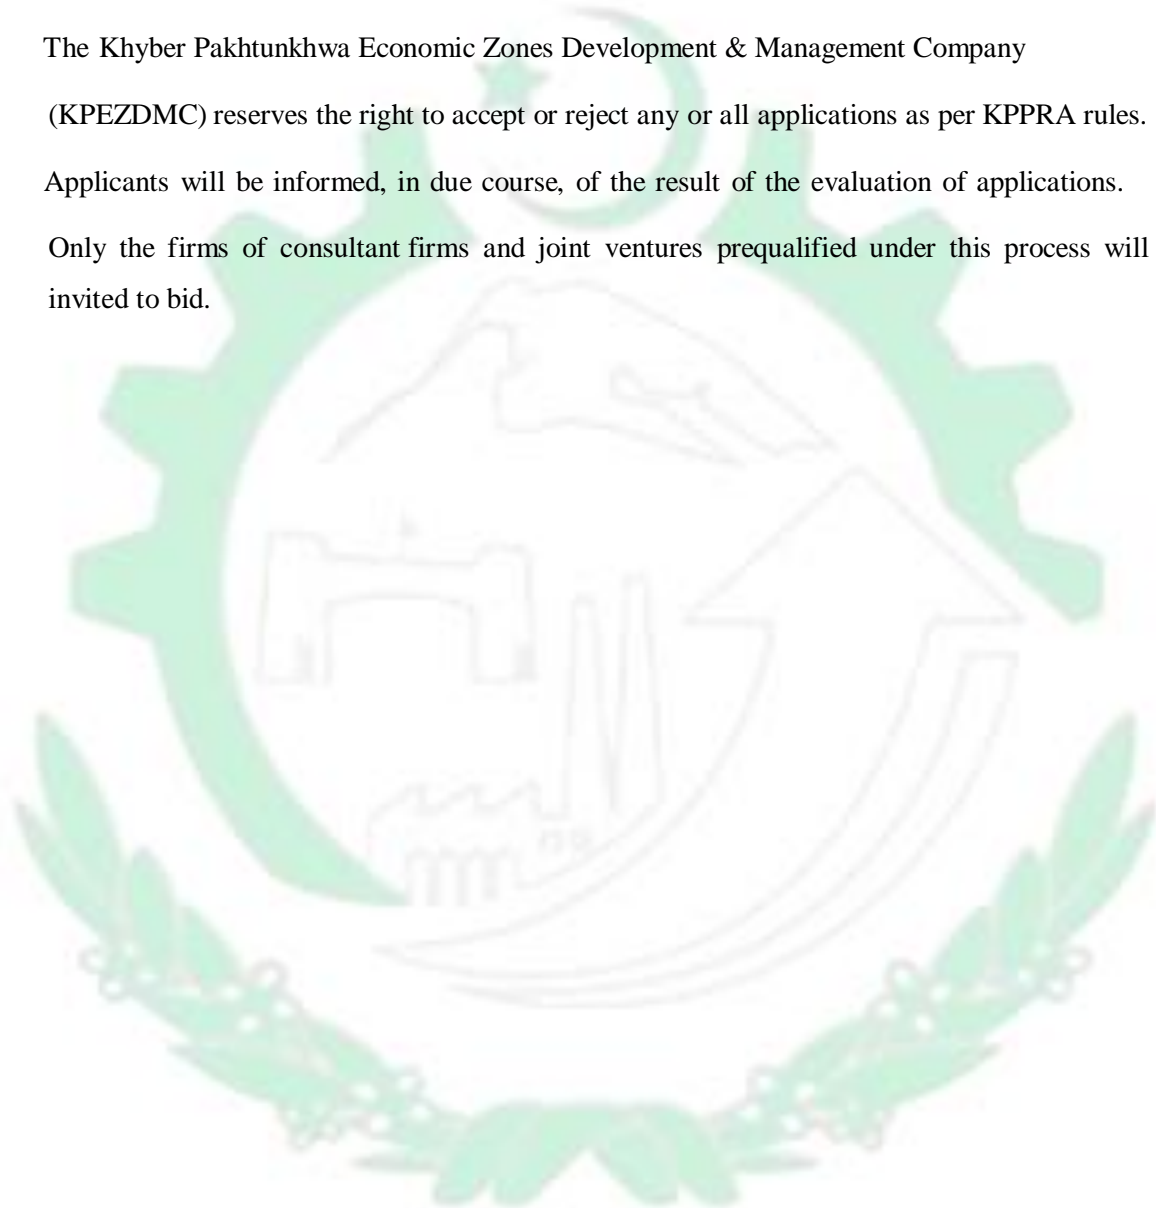 The Khyber Pakhtunkhwa Economic Zones Development & Management Company
(KPEZDMC) reserves the right to accept or reject any or all applications as per KPPRA rules.
Applicants will be informed, in due course, of the result of the evaluation of applications.
Only the firms of consultant firms and joint ventures prequalified under this process will
invited to bid.